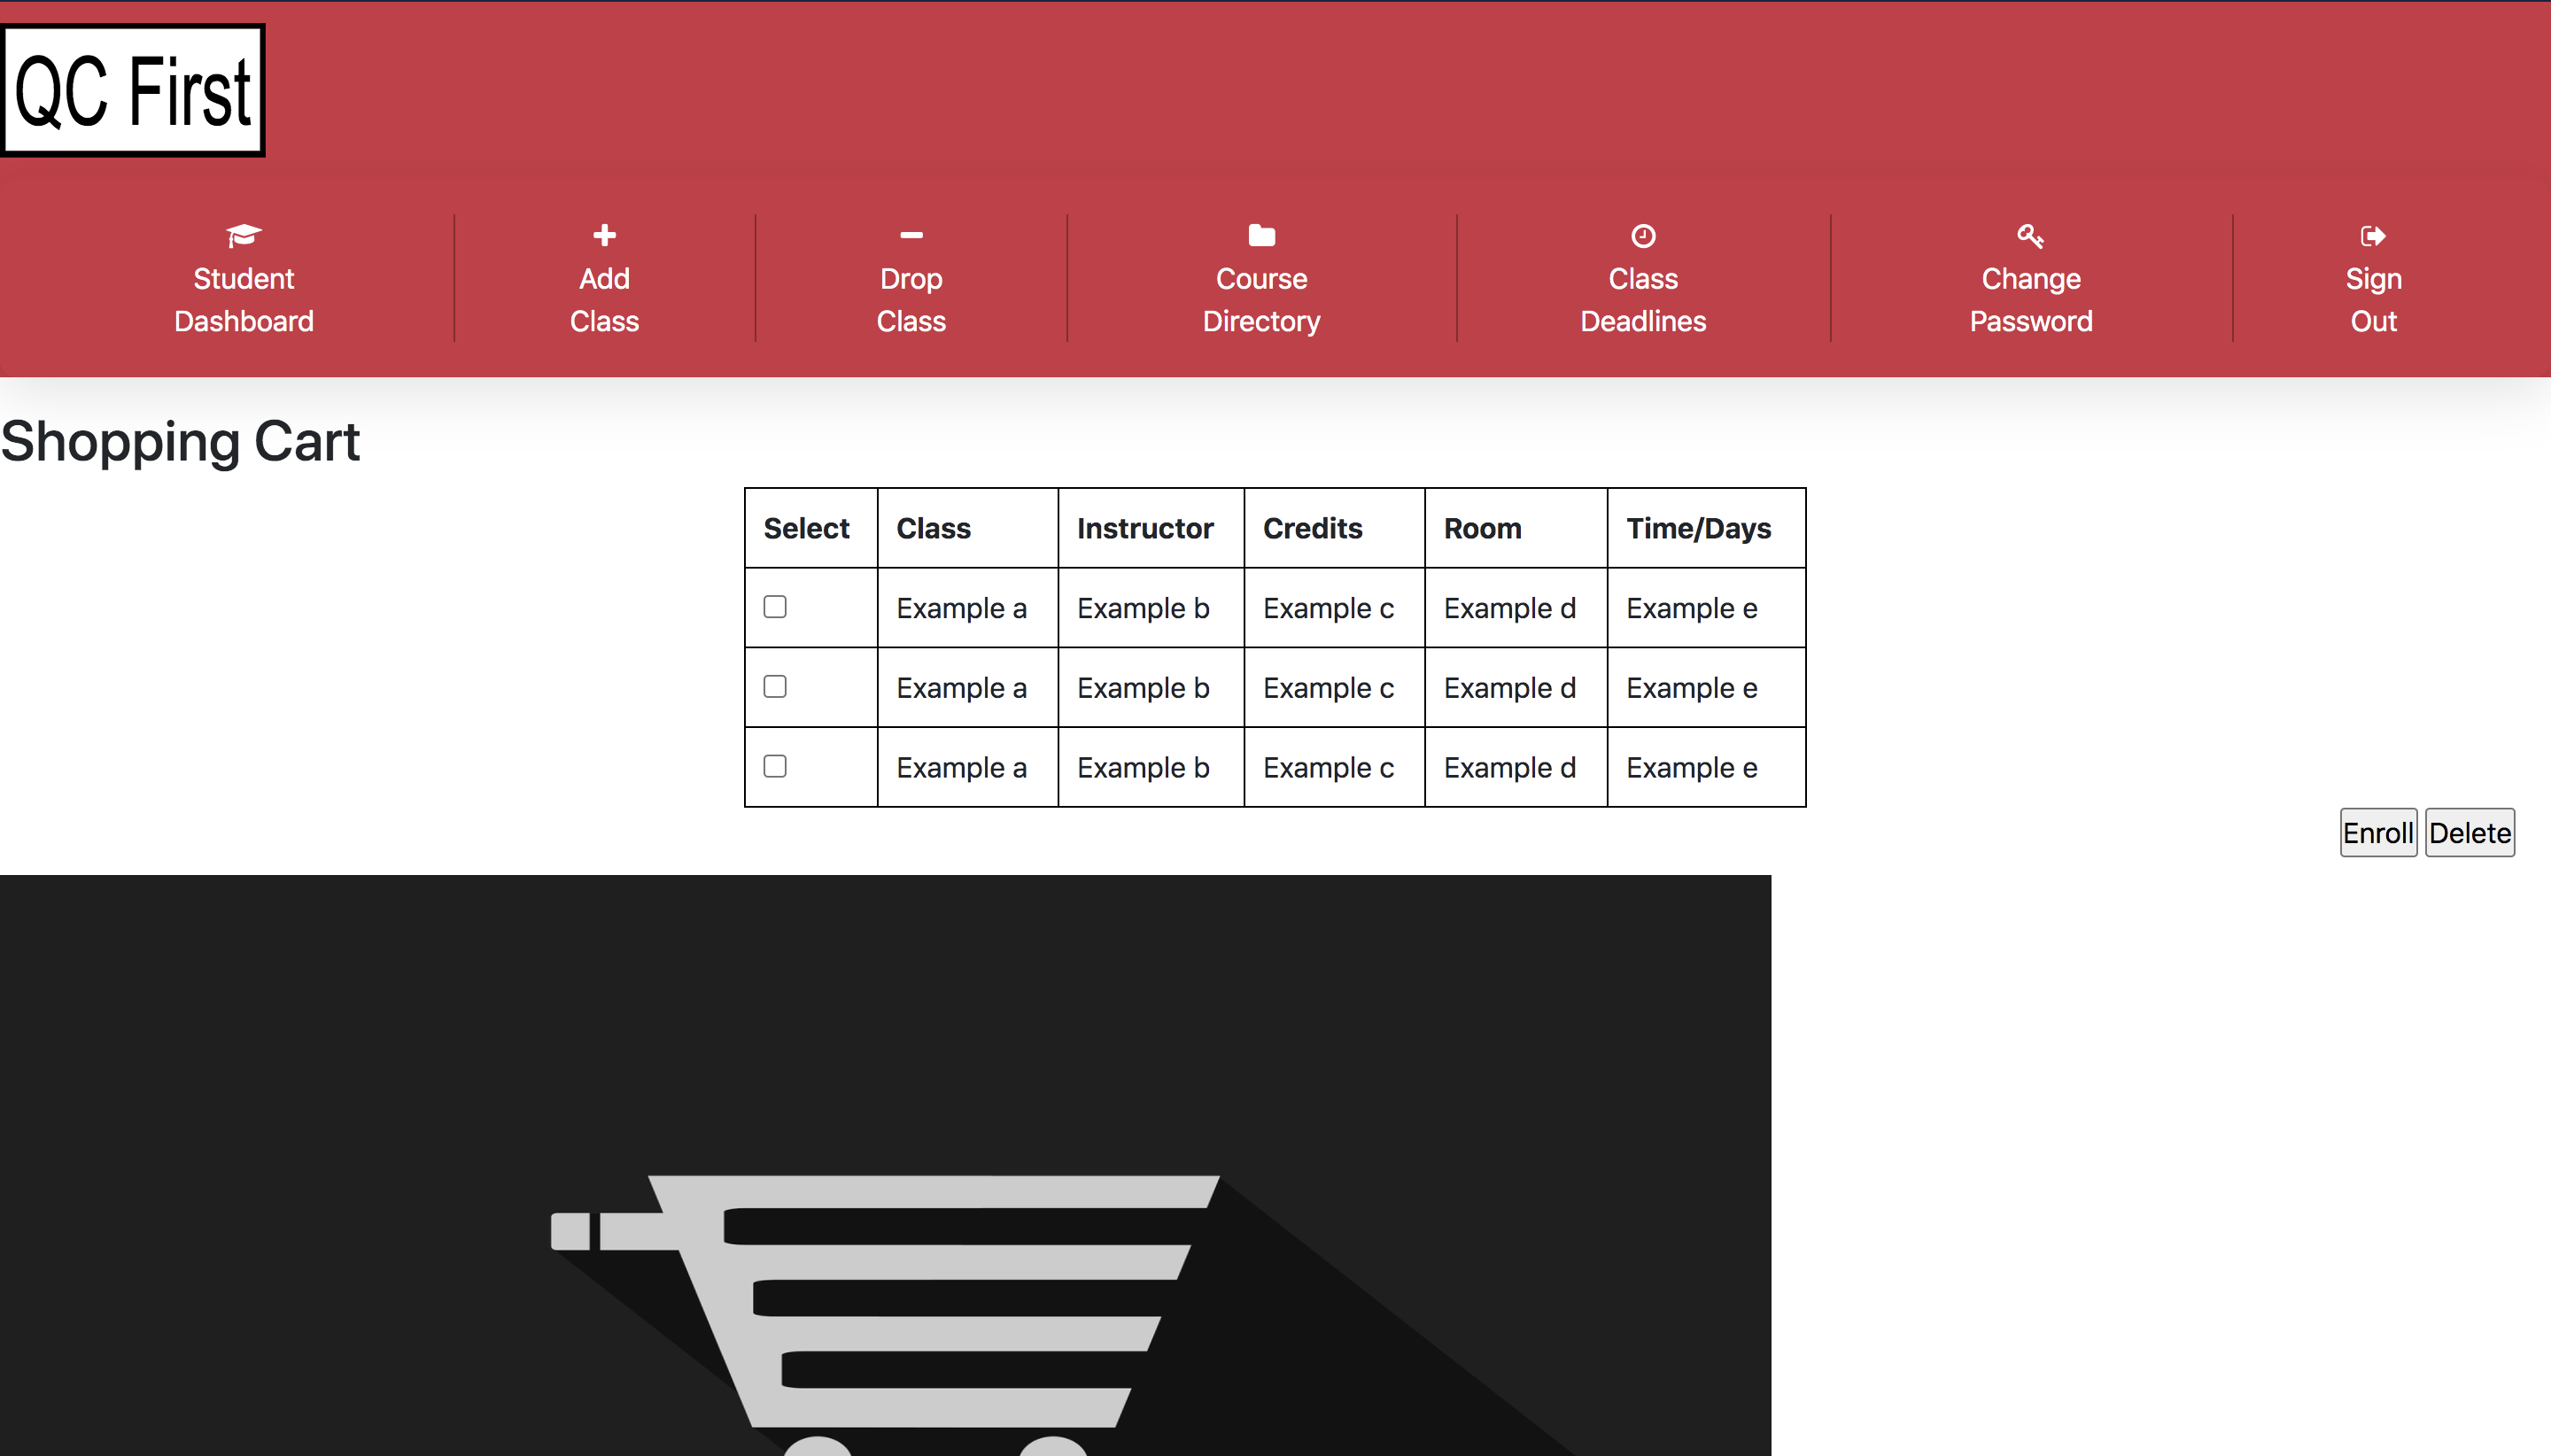 QC First
Student
Dashboard
Add
Class
Drop
Class
Course
Directory
Class
Deadlines
Change
Password
Sign
Out
Shopping Cart
Select Class Instructor Credits Room Time/Days
Example a Example b Example c Example d Example e
Example a Example b Example c Example d Example e
Example a Example b Example c Example d Example e
Enroll Delete